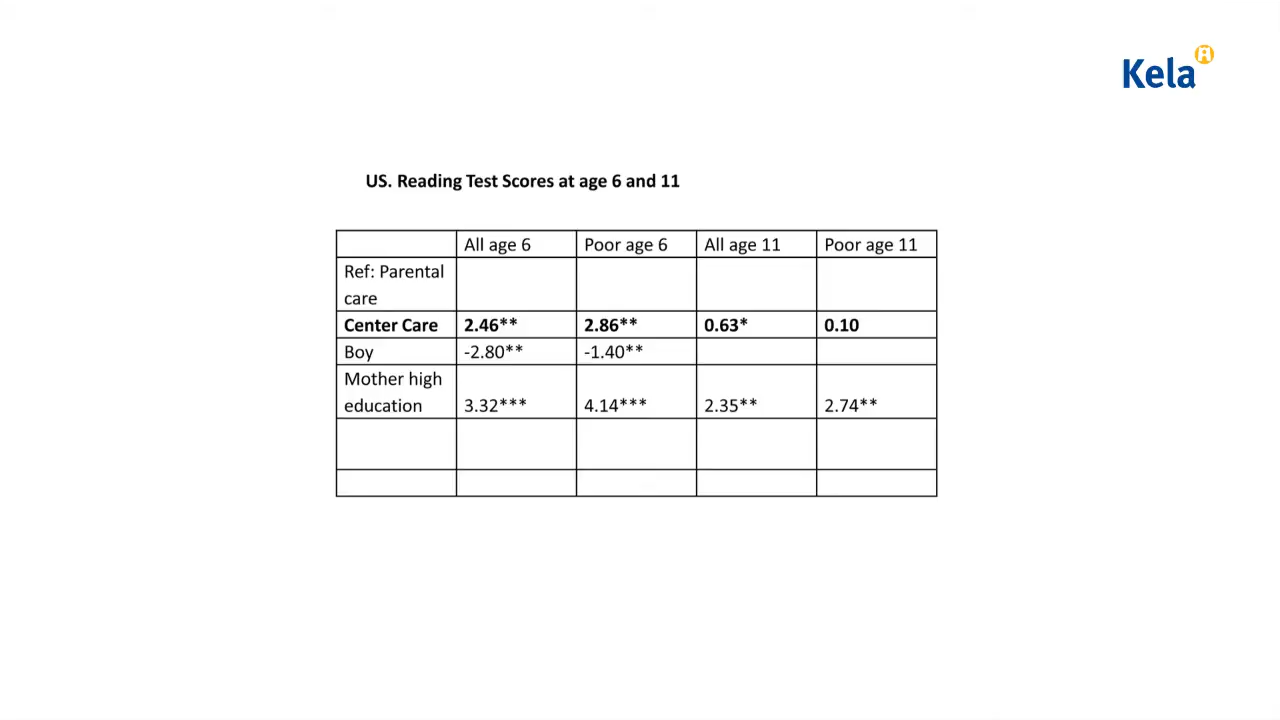 Kela
US. Reading Test Scores at age 6 and 11
All age 6 Poor age 6 All age 11 Poor age 11
Ref: Parental
care
Center Care 2.46** 2.86** 0.63* 0.10
Boy -2.80** -1.40**
Mother high
education 3.32*** 4.14*** 2.35** 2.74**